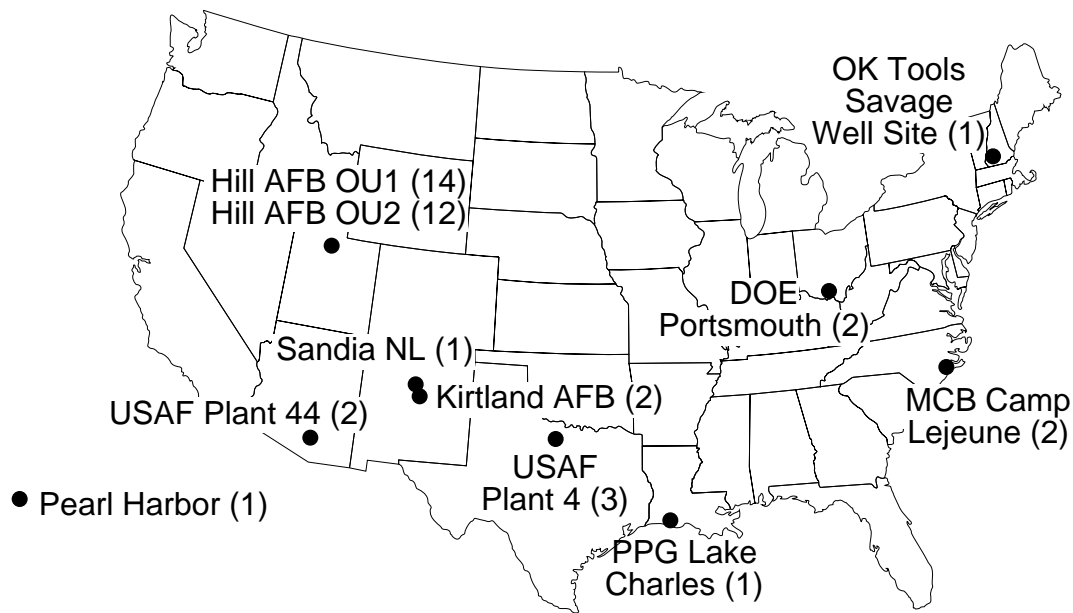 OK Tools
Savage
Well Site (1)
Hill AFB OU1 (14)
Hill AFB OU2 (12)
DOE
Portsmouth (2)
Sandia NL (1)
Kirtland AFB (2)
MCB Camp
Lejeune (2)
USAF Plant 44 (2)
USAF
Plant 4 (3)
Pearl Harbor (1)
PPG Lake
Charles (1)